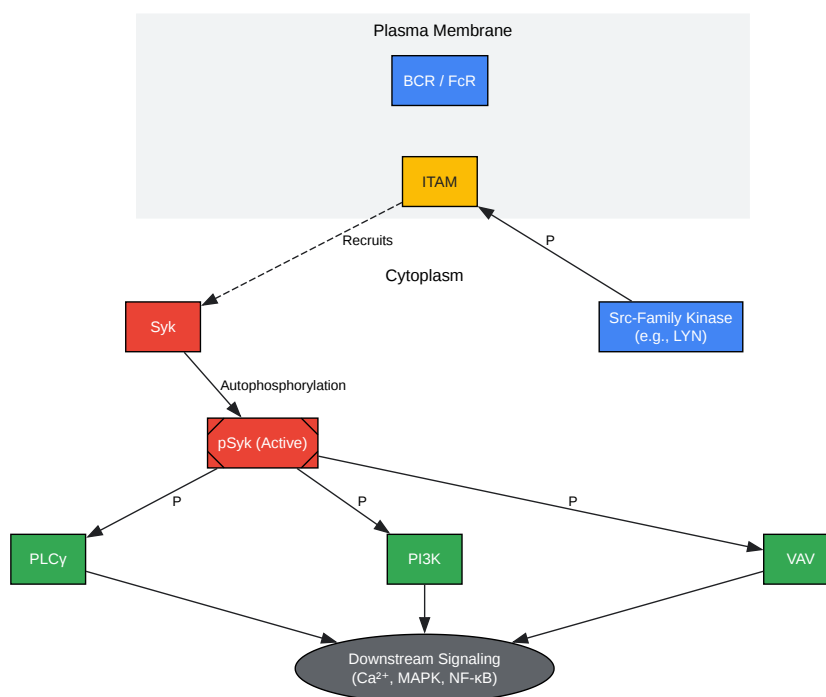 Plasma Membrane
BCR / FcR
ITAM
Recruits
P
Cytoplasm
Syk
Src-Family Kinase
(e.g., LYN)
Autophosphorylation
pSyk (Active)
P
P
P
PLCγ
PI3K
VAV
Downstream Signaling
(Ca²⁺, MAPK, NF-κB)